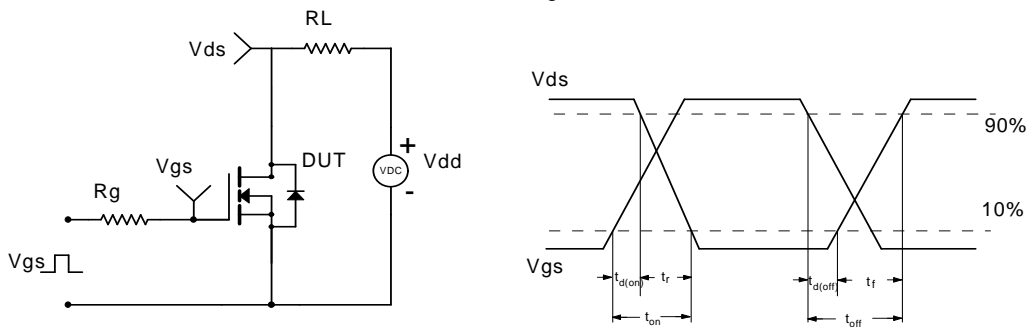 RL
Vds
Vgs
DUT
+
VDC
Vdd
-
Rg
Vgs
Vds
90%
10%
Vgs
td(on)
tr
td(off)
tf
ton
toff